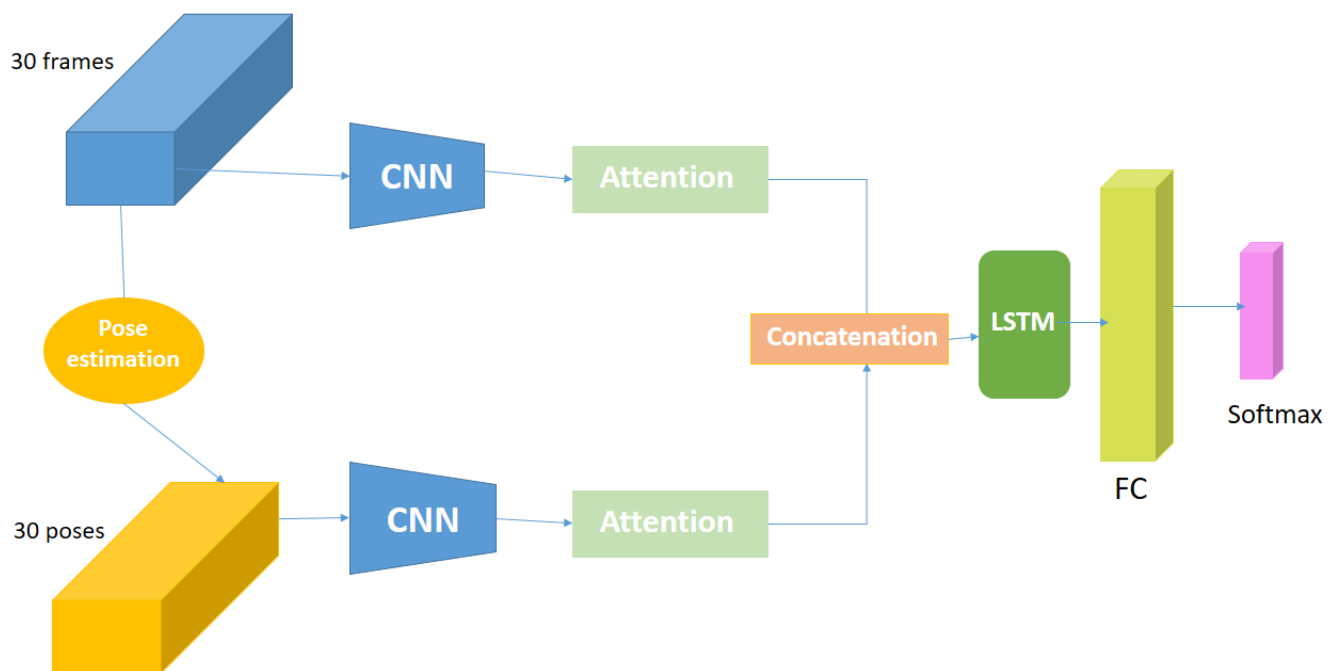 30 frames
CNN
Attention
Pose
estimation
Concatenation
LSTM
Softmax
FC
30 poses
CNN
Attention